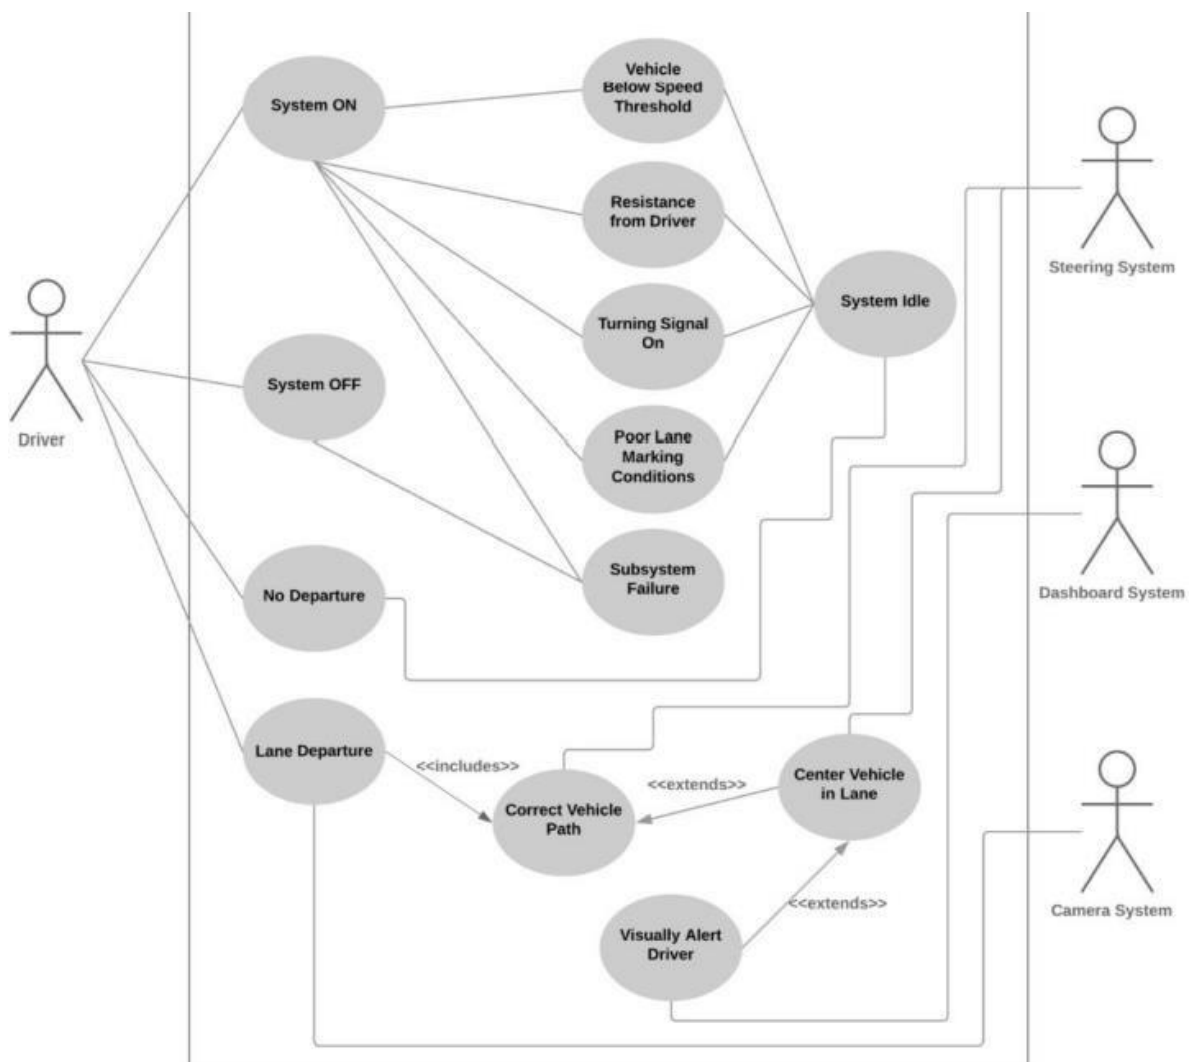 System ON
Vehicle
Below Speed
Threshold
Resistance
from Driver
Steering System
System Idle
Turning Signal
On
System OFF
Driver
Poor Lane
Marking
Conditions
Subsystem
Failure
No Departure
Dashboard System
Lane Departure
<<includes>>
Correct Vehicle
Path
<<extends>>
Center Vehicle
in Lane
<<extends>>
Visually Alert
Driver
Camera System